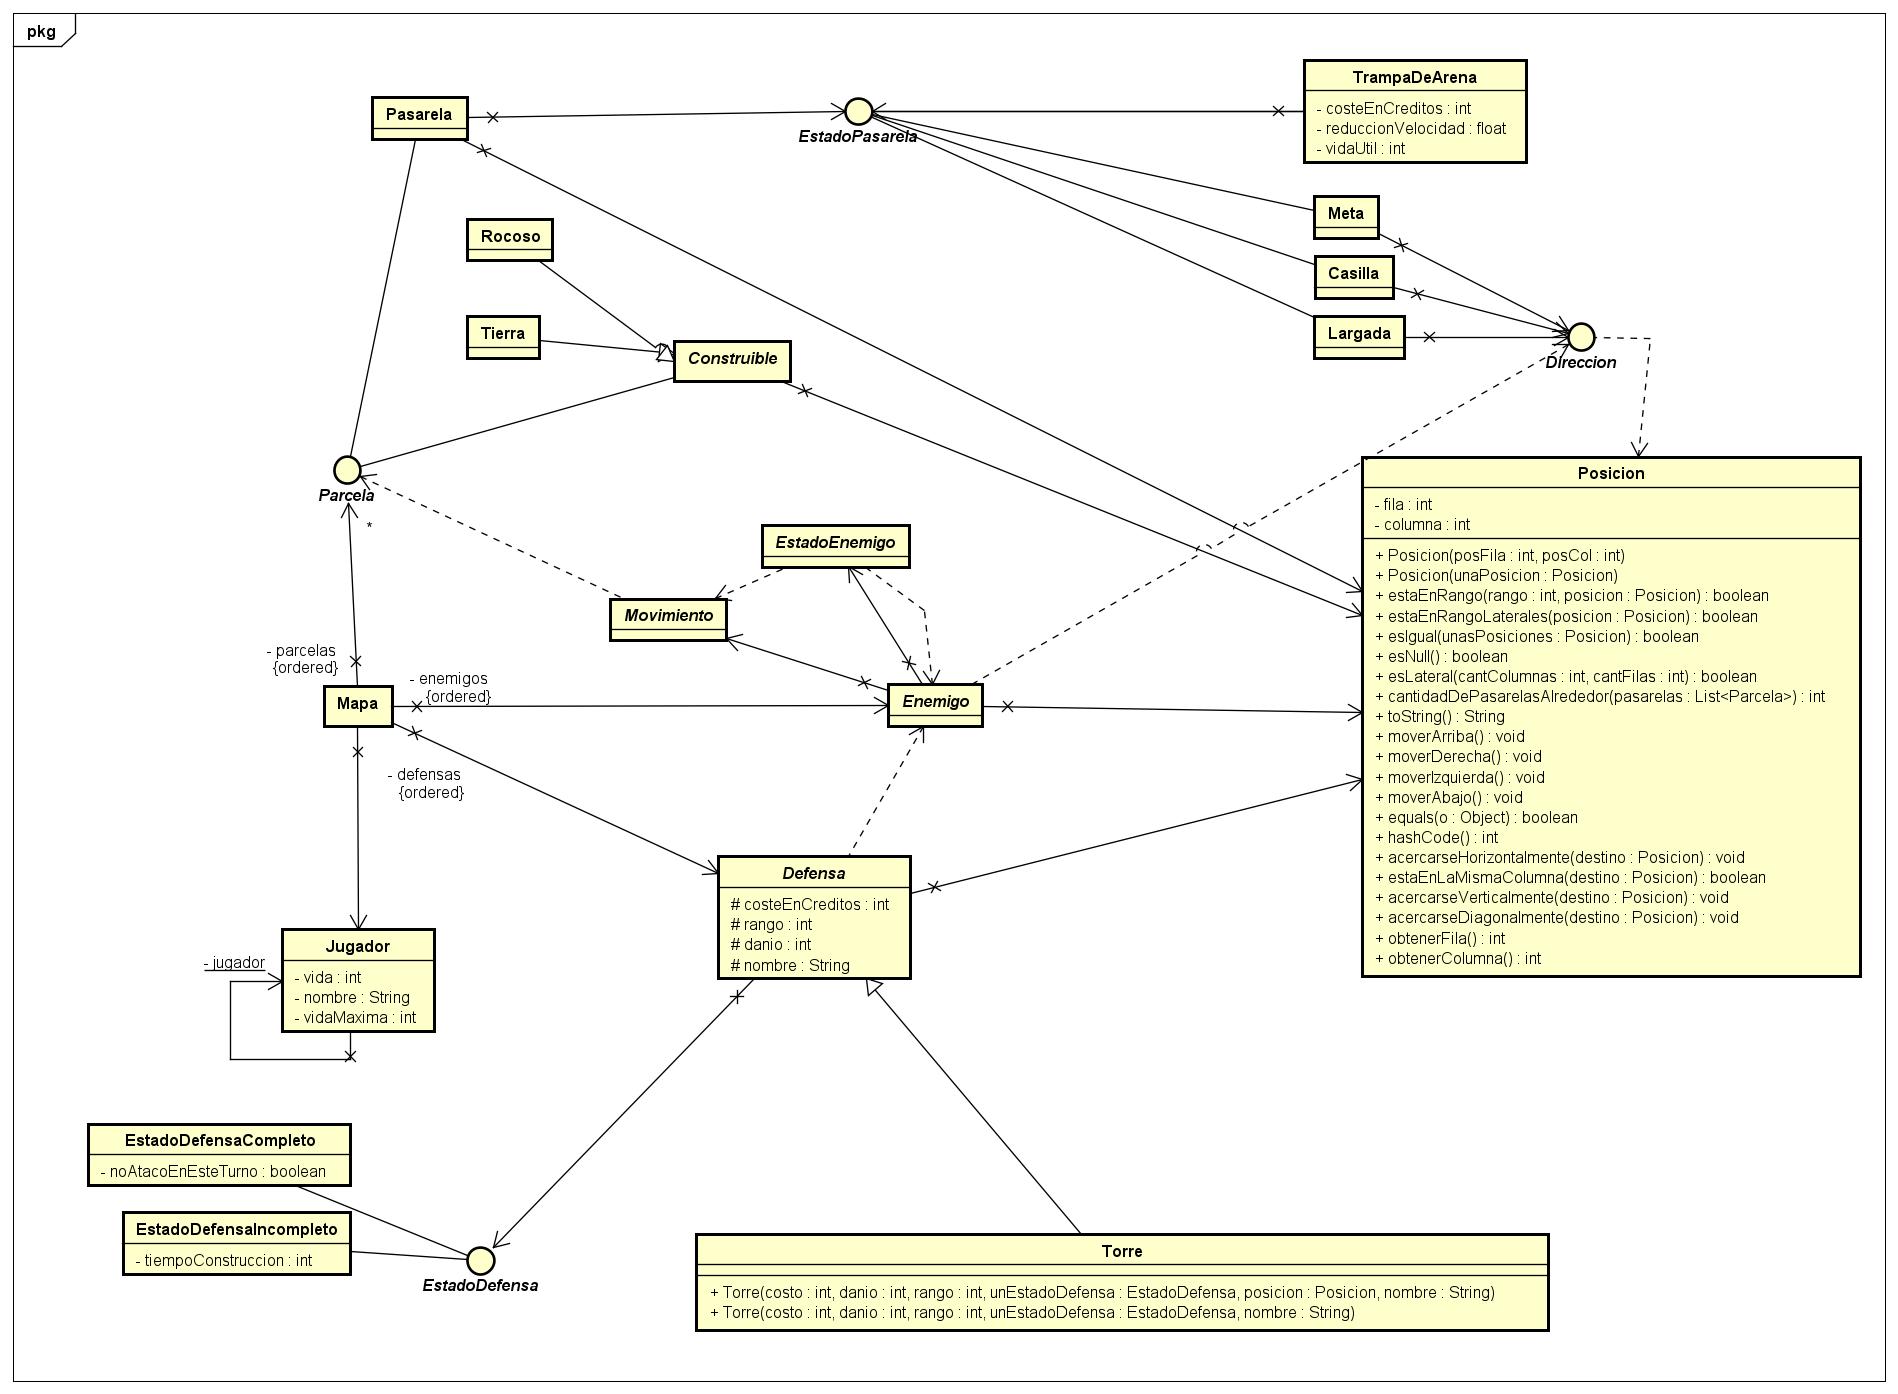 pkg
TrampaDeArena
- costeEnCreditos : int
- reduccionVelocidad : float
- vidaUtil : int
Pasarela
EstadoPasarela
Meta
Rocoso
Casilla
Tierra
Largada
Construible
Direccion
Parcela
*
Posicion
- fila : int
- columna : int
+ Posicion(posFila : int, posCol : int)
+ Posicion(unaPosicion : Posicion)
+ estaEnRango(rango : int, posicion : Posicion) : boolean
+ estaEnRangoLaterales(posicion : Posicion) : boolean
+ esIgual(unasPosiciones : Posicion) : boolean
+ esNull() : boolean
+ esLateral(cantColumnas : int, cantFilas : int) : boolean
+ cantidadDePasarelasAlrededor(pasarelas : List<Parcela>) : int
+ toString() : String
+ moverArriba() : void
+ moverDerecha() : void
+ moverIzquierda() : void
+ moverAbajo() : void
+ equals(o : Object) : boolean
+ hashCode() : int
+ acercarseHorizontalmente(destino : Posicion) : void
+ estaEnLaMismaColumna(destino : Posicion) : boolean
+ acercarseVerticalmente(destino : Posicion) : void
+ acercarseDiagonalmente(destino : Posicion) : void
+ obtenerFila() : int
+ obtenerColumna() : int
EstadoEnemigo
Movimiento
- parcelas
{ordered}
- enemigos
{ordered}
Mapa
Enemigo
- defensas
{ordered}
Defensa
# costeEnCreditos : int
# rango : int
# danio : int
# nombre : String
Jugador
- vida : int
- nombre : String
- vidaMaxima : int
- jugador
EstadoDefensaCompleto
- noAtacoEnEsteTurno : boolean
EstadoDefensaIncompleto
- tiempoConstruccion : int
EstadoDefensa
Torre
+ Torre(costo : int, danio : int, rango : int, unEstadoDefensa : EstadoDefensa, posicion : Posicion, nombre : String)
+ Torre(costo : int, danio : int, rango : int, unEstadoDefensa : EstadoDefensa, nombre : String)